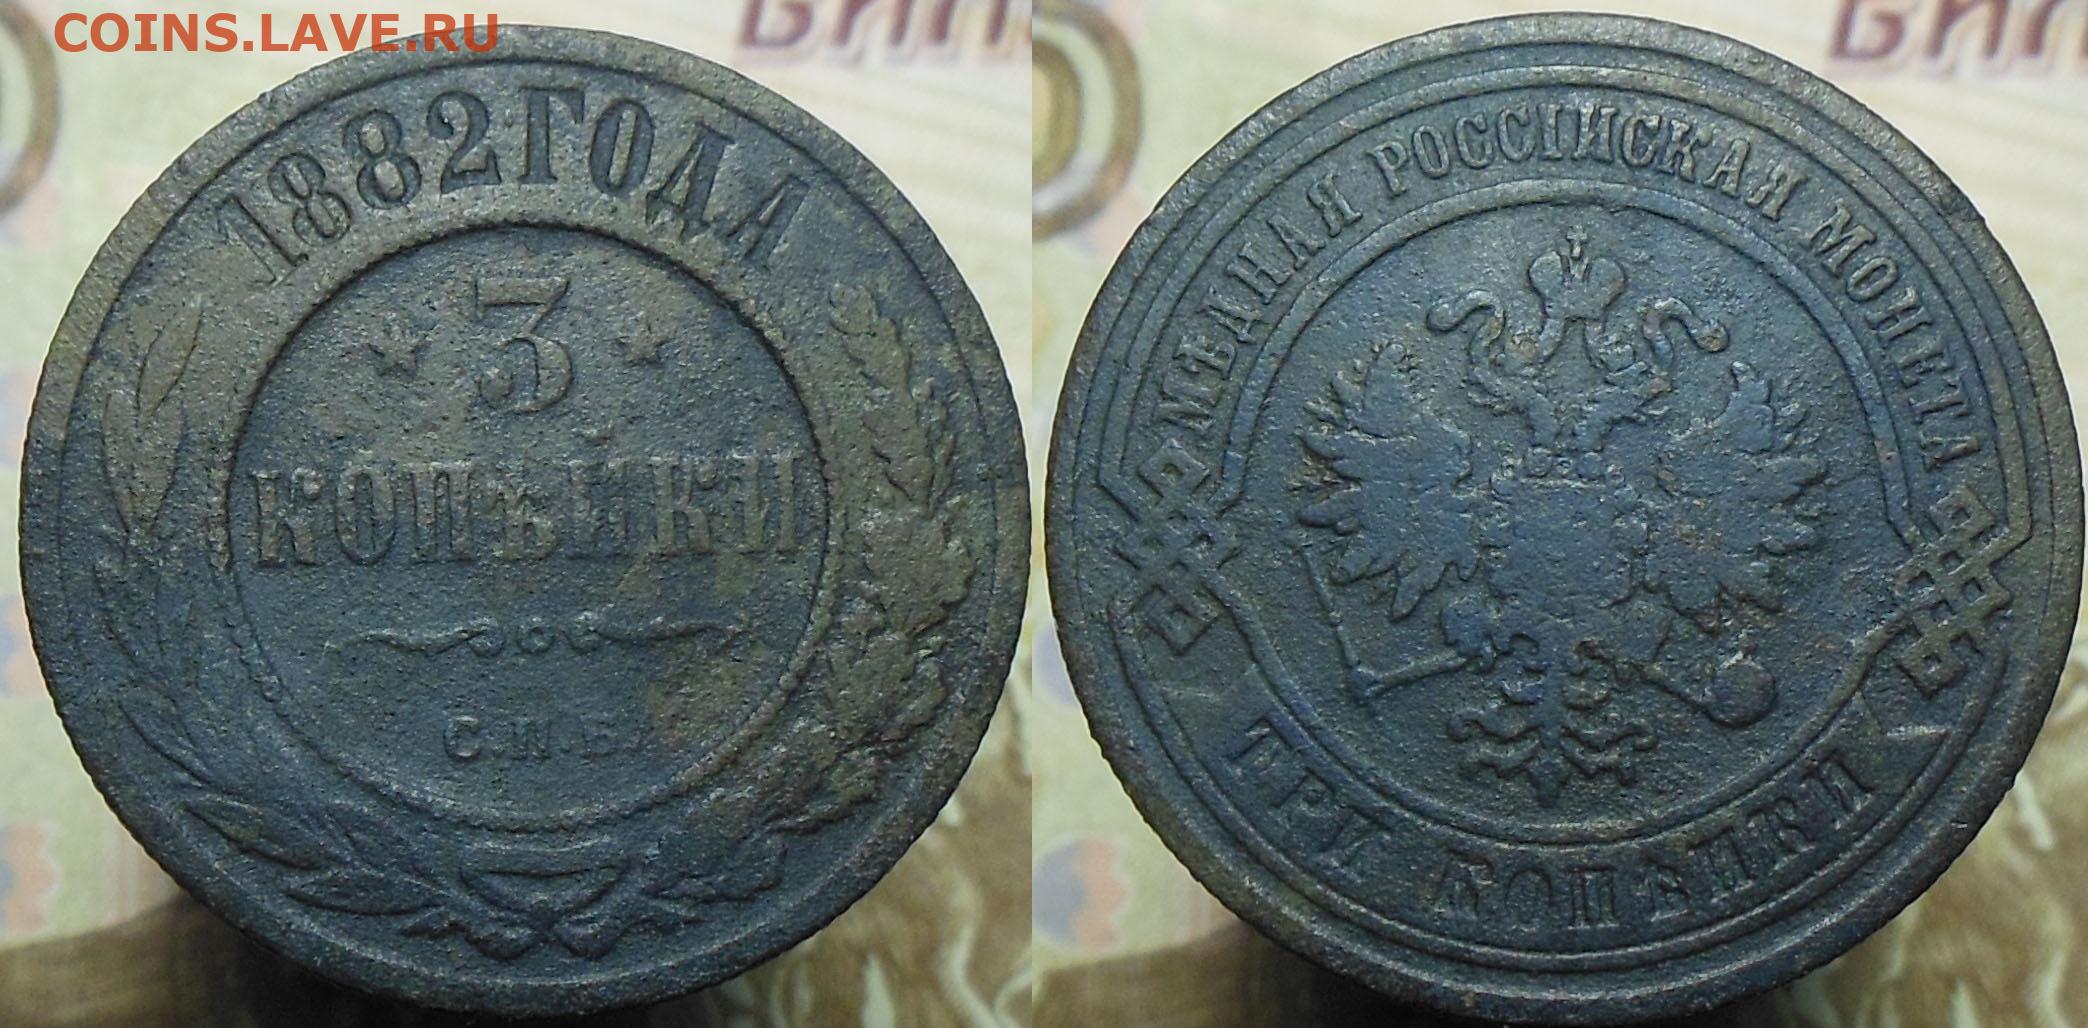 COINS.LAVE.RU
1882 ГОДА
3
КОПѢЙКИ
С.П.Б.
МѢДНАЯ РОССІЙСКАЯ МОНЕТА
ТРИ КОПѢЙКИ